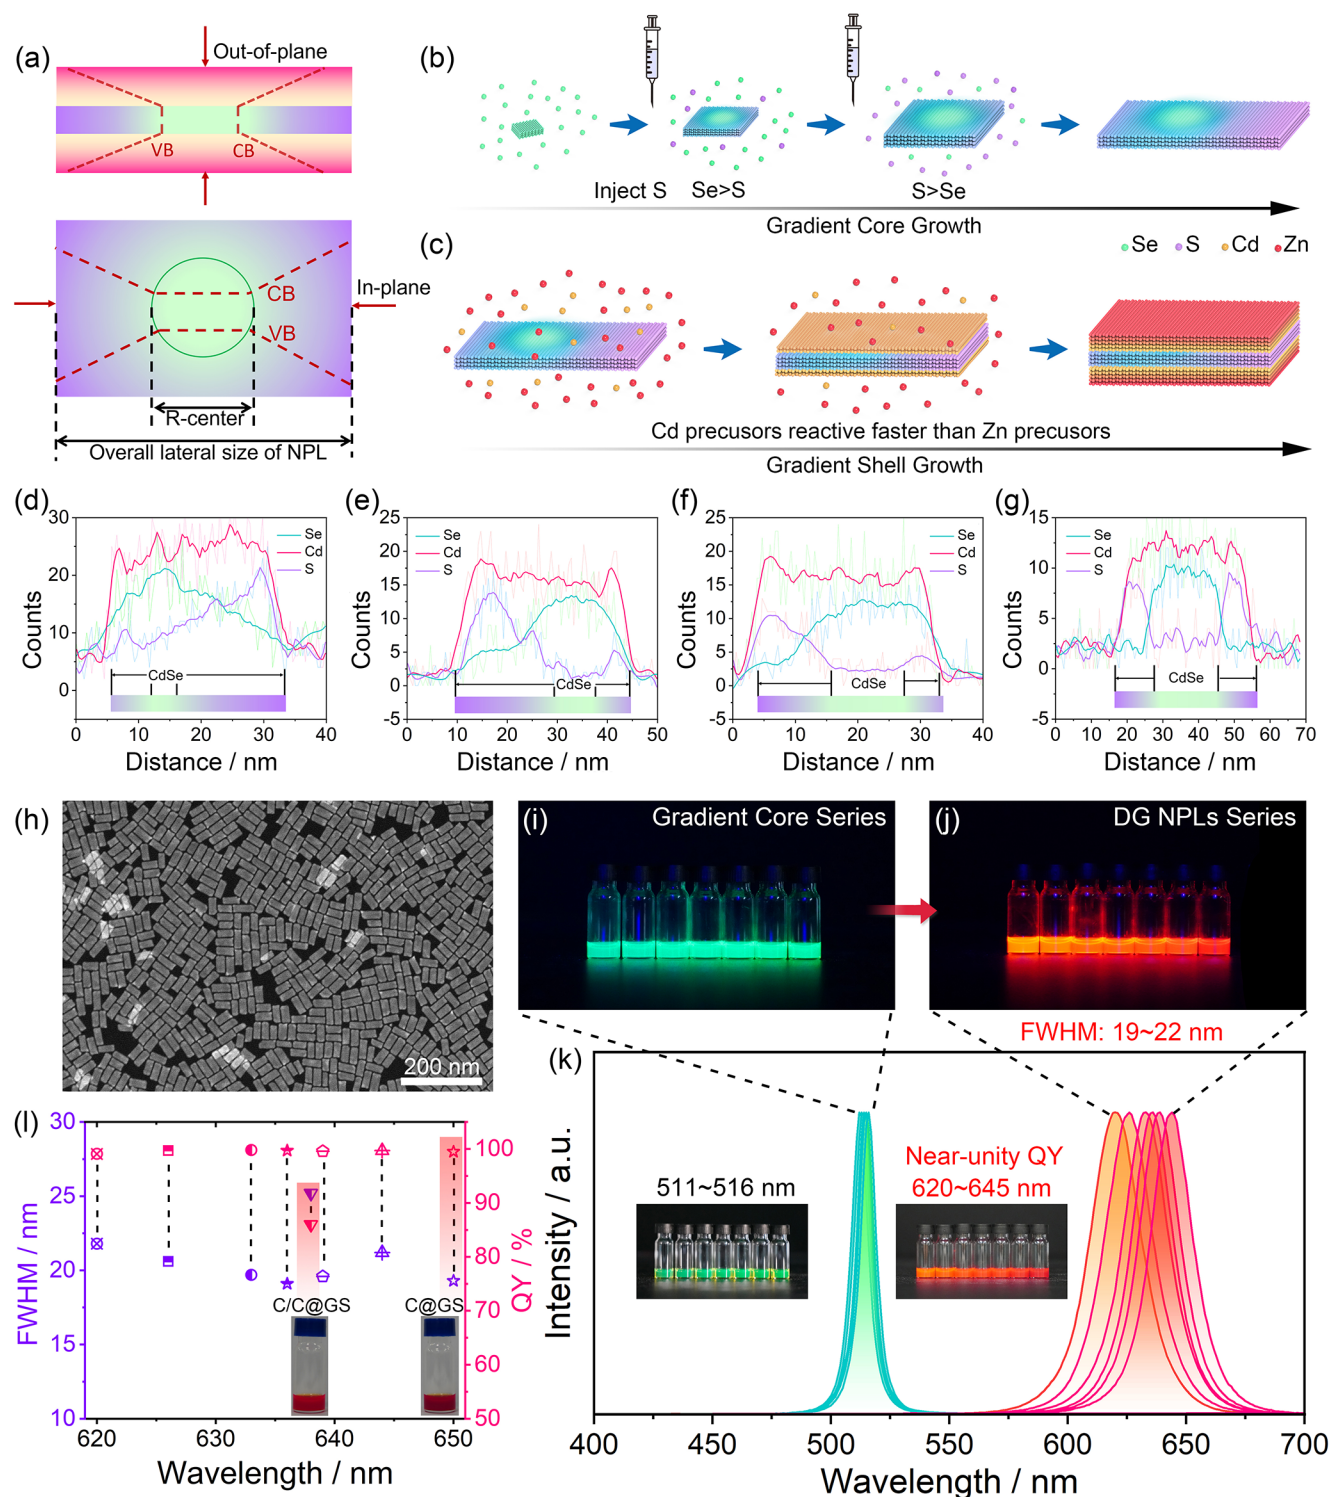 (a)
Out-of-plane
VB
CB
In-plane
CB
VB
R-center
Overall lateral size of NPL
(b)
Inject S
Se>S
S>Se
Gradient Core Growth
Se
S
Cd
Zn
(c)
Cd precusors reactive faster than Zn precusors
Gradient Shell Growth
(d)
Counts
30
20
10
0
Se
Cd
S
CdSe
0 10 20 30 40
Distance / nm
(e)
Counts
25
20
15
10
5
0
-5
Se
Cd
S
CdSe
0 10 20 30 40 50
Distance / nm
(f)
Counts
25
20
15
10
5
0
-5
Se
Cd
S
CdSe
0 10 20 30 40
Distance / nm
(g)
Counts
15
10
5
0
-5
Se
Cd
S
CdSe
0 10 20 30 40 50 60 70
Distance / nm
(h)
200 nm
(i)
Gradient Core Series
(j)
DG NPLs Series
FWHM: 19~22 nm
(k)
Intensity / a.u.
511~516 nm
Near-unity QY
620~645 nm
400 450 500 550 600 650 700
Wavelength / nm
(l)
FWHM / nm
30
25
20
15
10
QY / %
100
90
80
70
60
50
C/C@GS
C@GS
620 630 640 650
Wavelength / nm